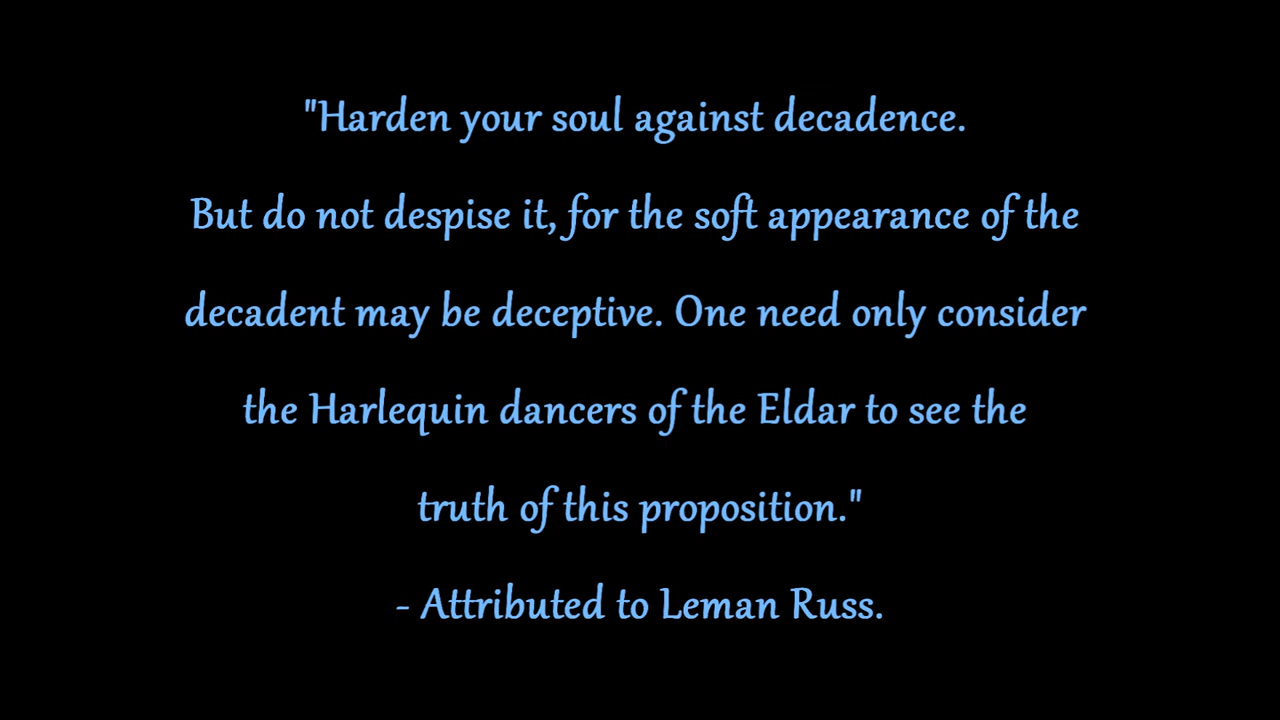 "Harden your soul against decadence.
But do not despise it, for the soft appearance of the
decadent may be deceptive. One need only consider
the Harlequin dancers of the Eldar to see the
truth of this proposition."
- Attributed to Leman Russ.